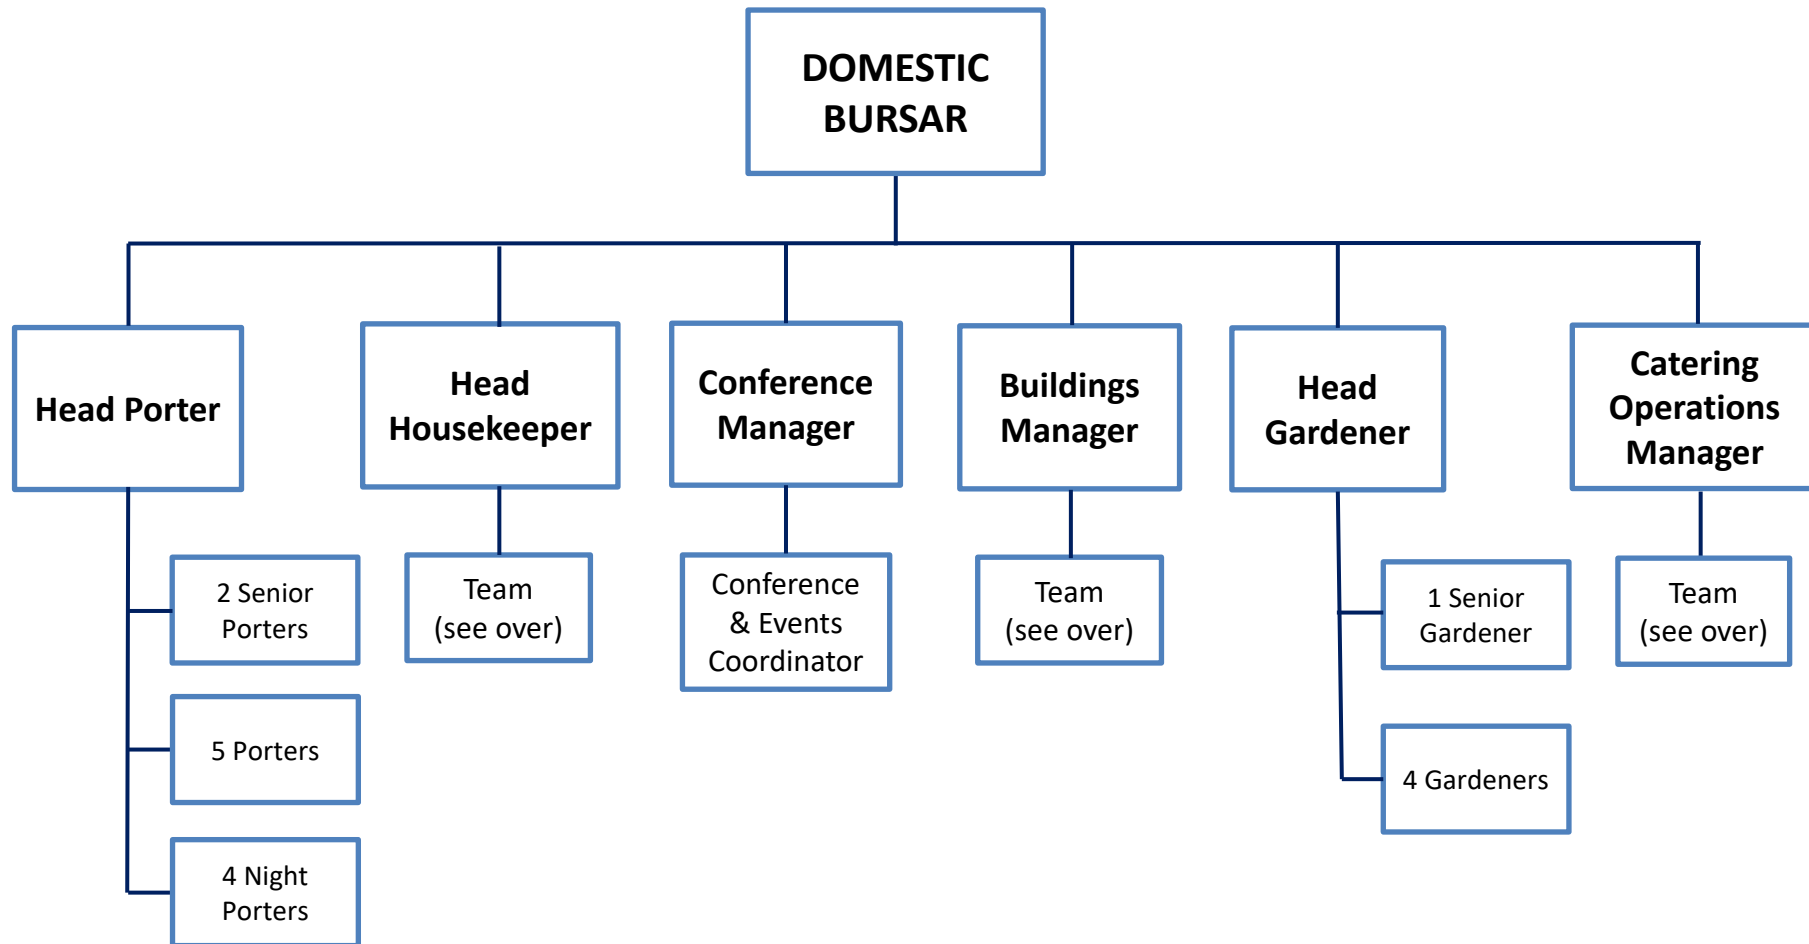 DOMESTIC
BURSAR
Head Porter
Head
Housekeeper
Conference
Manager
Buildings
Manager
Head
Gardener
Catering
Operations
Manager
2 Senior
Porters
5 Porters
4 Night
Porters
Team
(see over)
Conference
& Events
Coordinator
Team
(see over)
1 Senior
Gardener
4 Gardeners
Team
(see over)